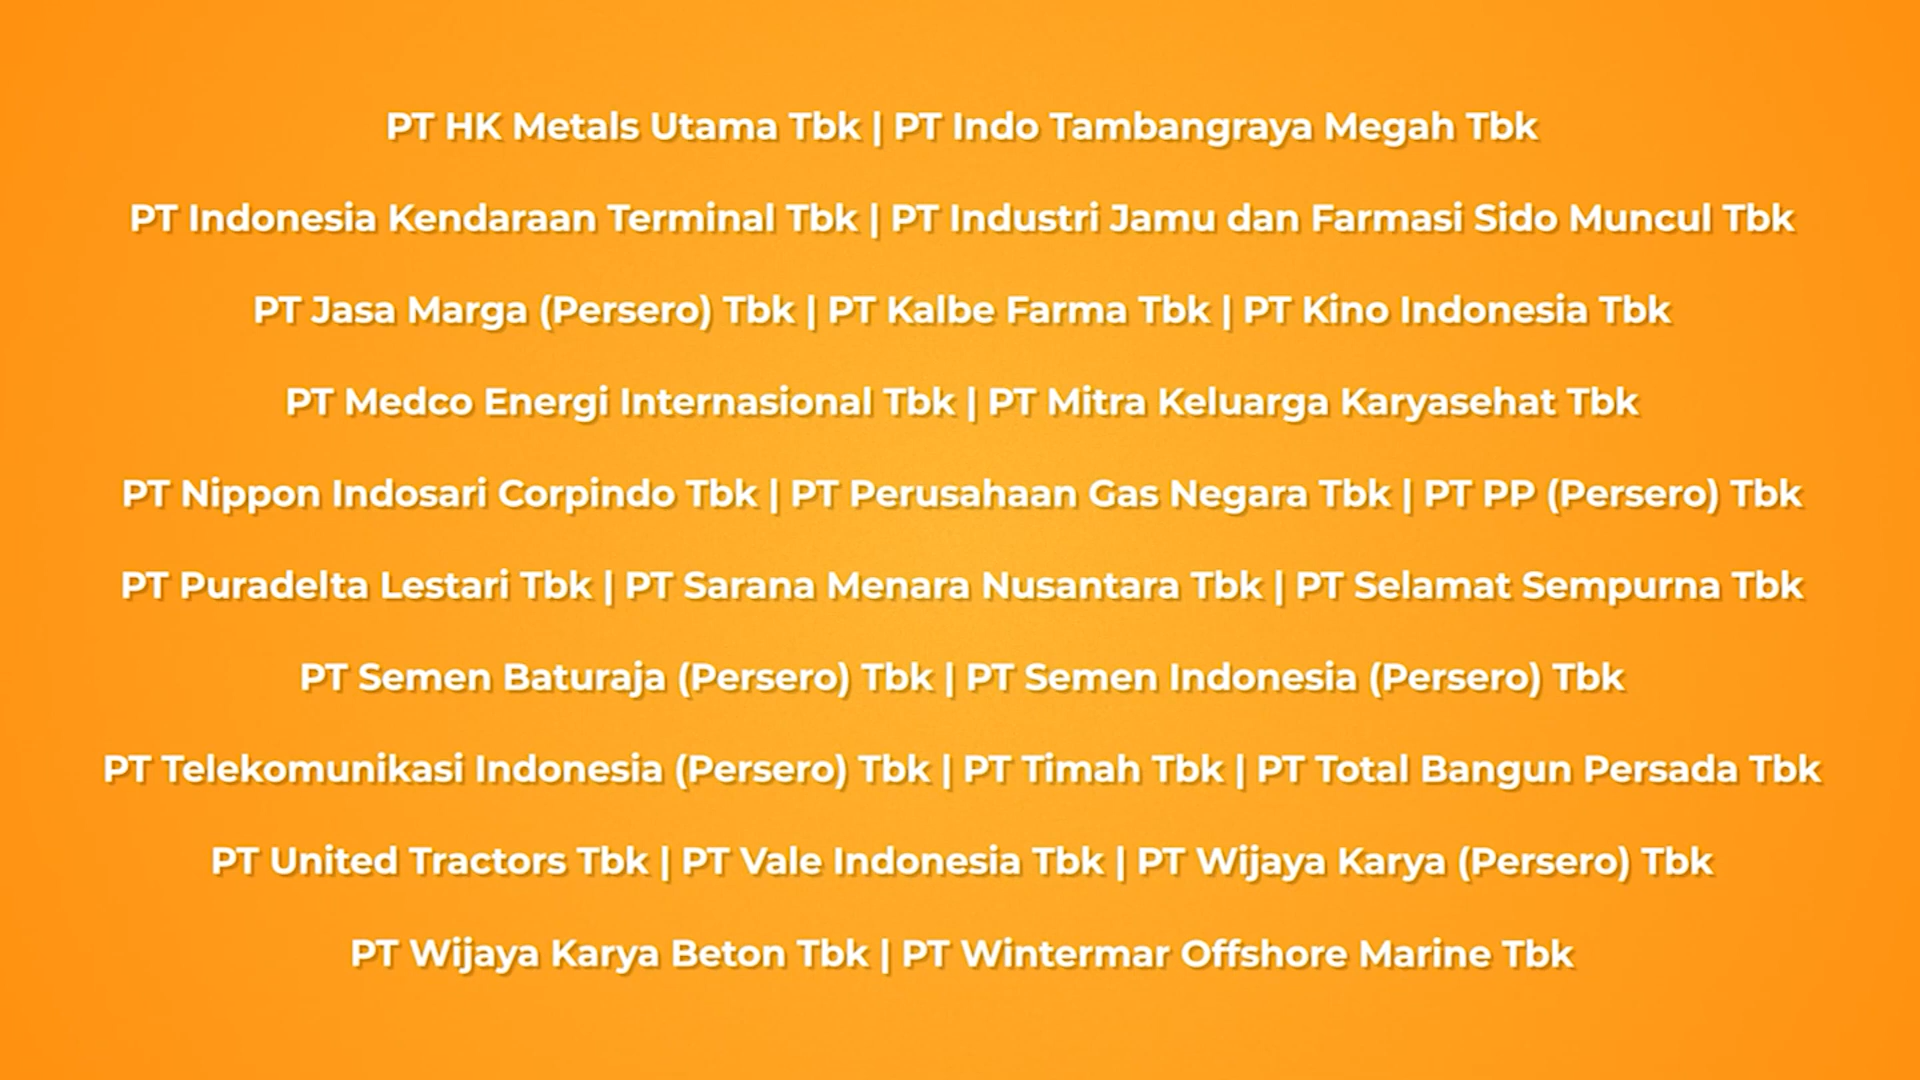 PT HK Metals Utama Tbk | PT Indo Tambangraya Megah Tbk
PT Indonesia Kendaraan Terminal Tbk | PT Industri Jamu dan Farmasi Sido Muncul Tbk
PT Jasa Marga (Persero) Tbk | PT Kalbe Farma Tbk | PT Kino Indonesia Tbk
PT Medco Energi Internasional Tbk | PT Mitra Keluarga Karyasehat Tbk
PT Nippon Indosari Corpindo Tbk | PT Perusahaan Gas Negara Tbk | PT PP (Persero) Tbk
PT Puradelta Lestari Tbk | PT Sarana Menara Nusantara Tbk | PT Selamat Sempurna Tbk
PT Semen Baturaja (Persero) Tbk | PT Semen Indonesia (Persero) Tbk
PT Telekomunikasi Indonesia (Persero) Tbk | PT Timah Tbk | PT Total Bangun Persada Tbk
PT United Tractors Tbk | PT Vale Indonesia Tbk | PT Wijaya Karya (Persero) Tbk
PT Wijaya Karya Beton Tbk | PT Wintermar Offshore Marine Tbk